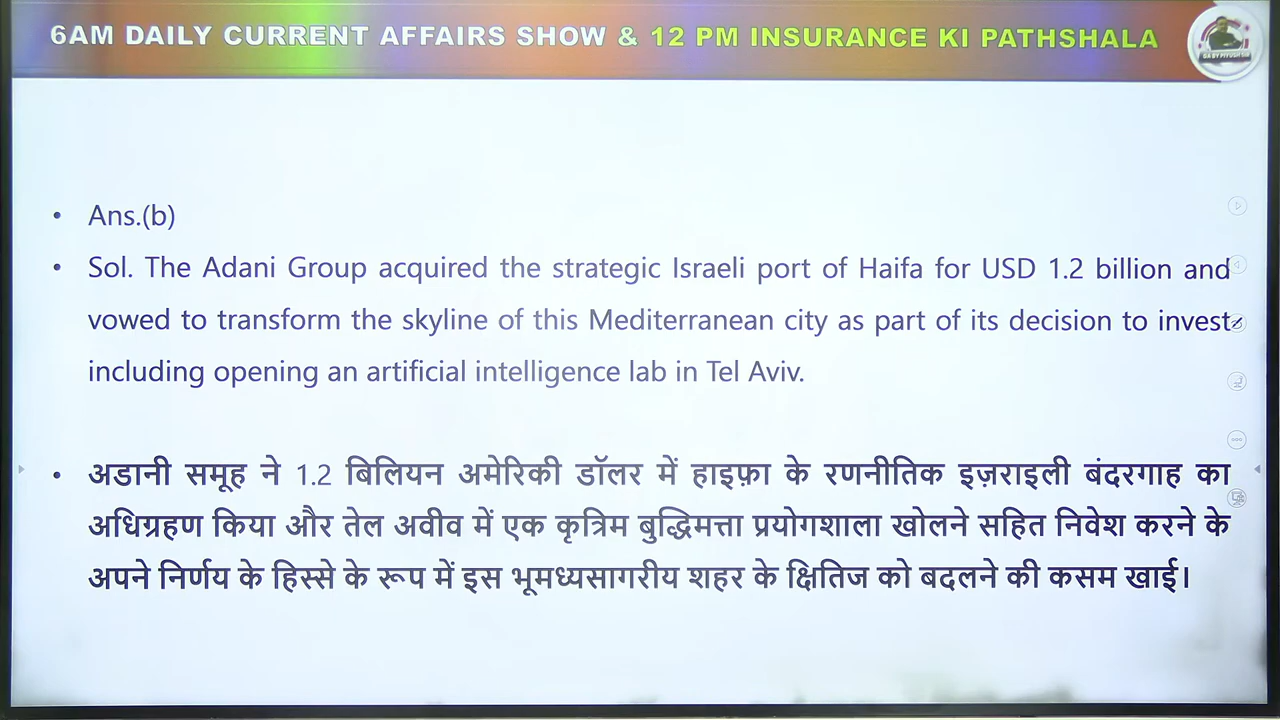 6AM DAILY CURRENT AFFAIRS SHOW & 12 PM INSURANCE KI PATHSHALA
GA BY PIYUSH SIR
• Ans.(b)
• Sol. The Adani Group acquired the strategic Israeli port of Haifa for USD 1.2 billion and
vowed to transform the skyline of this Mediterranean city as part of its decision to invest
including opening an artificial intelligence lab in Tel Aviv.
• अडानी समूह ने 1.2 बिलियन अमेरिकी डॉलर में हाइफ़ा के रणनीतिक इज़राइली बंदरगाह का
अधिग्रहण किया और तेल अवीव में एक कृत्रिम बुद्धिमत्ता प्रयोगशाला खोलने सहित निवेश करने के
अपने निर्णय के हिस्से के रूप में इस भूमध्यसागरीय शहर के क्षितिज को बदलने की कसम खाई।